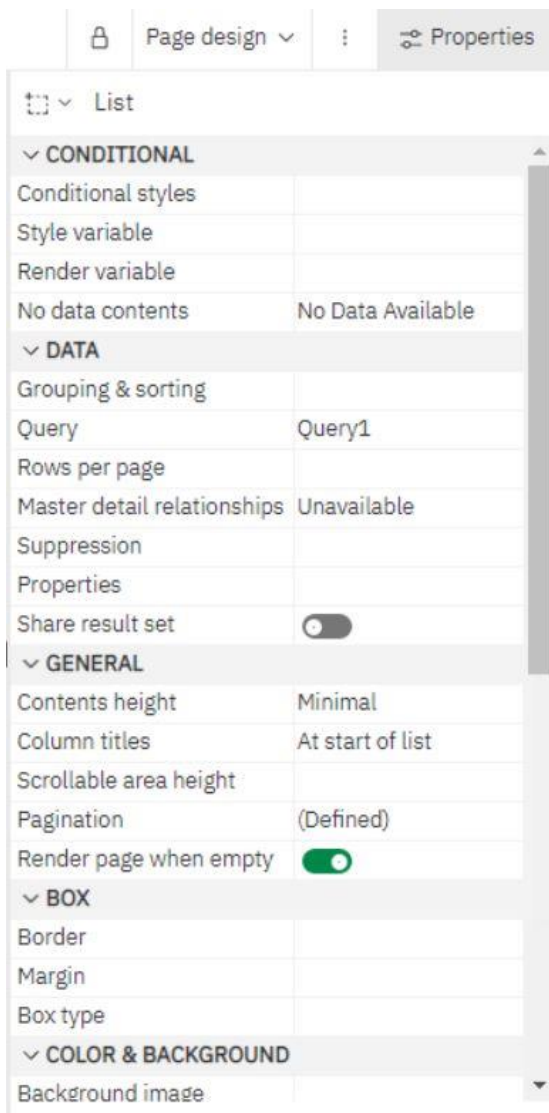 Page design Properties
List
CONDITIONAL
Conditional styles
Style variable
Render variable
No data contents No Data Available
DATA
Grouping & sorting
Query Query1
Rows per page
Master detail relationships Unavailable
Suppression
Properties
Share result set
GENERAL
Contents height Minimal
Column titles At start of list
Scrollable area height
Pagination (Defined)
Render page when empty
BOX
Border
Margin
Box type
COLOR & BACKGROUND
Background image